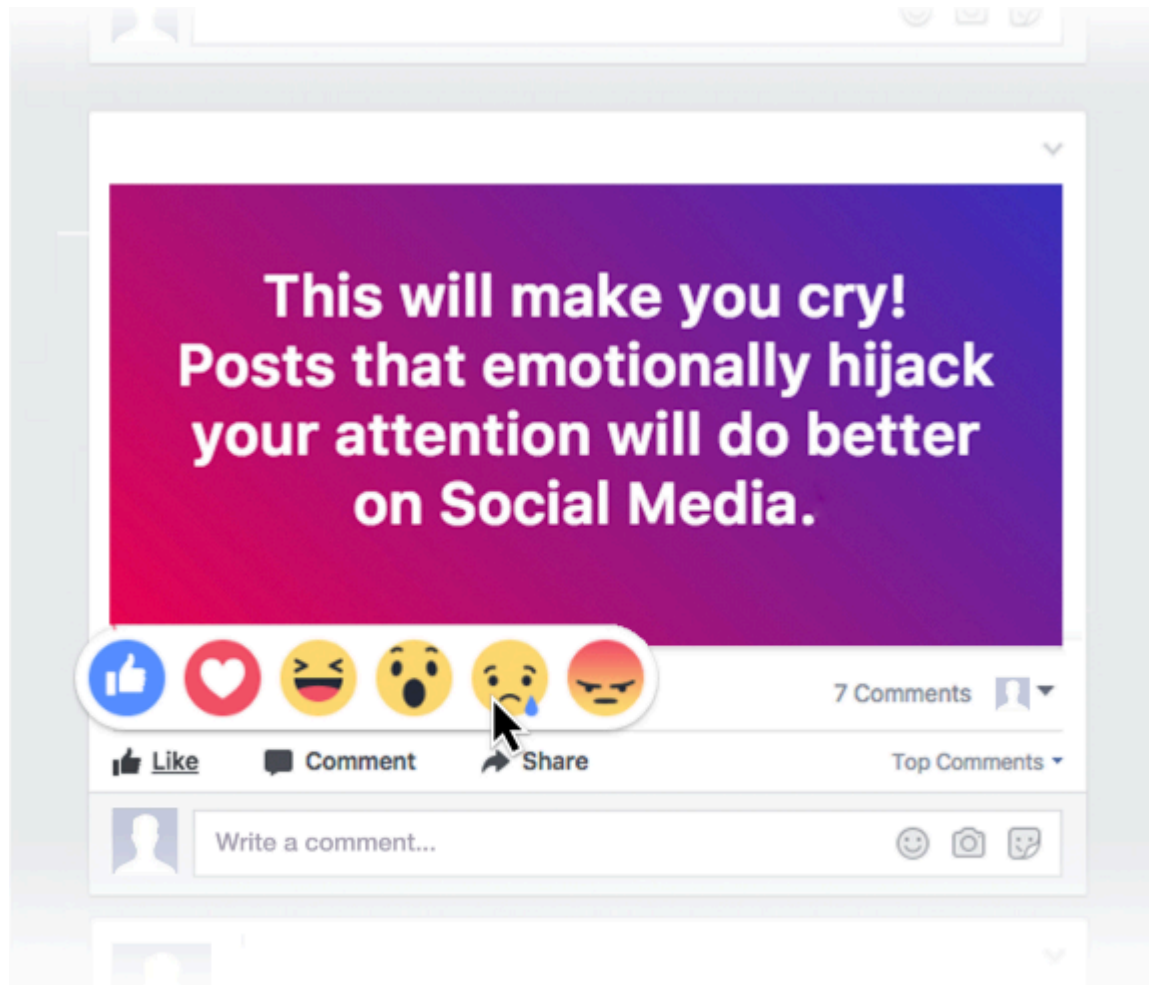 This will make you cry!
Posts that emotionally hijack
your attention will do better
on Social Media.
7 Comments
Like Comment Share Top Comments
Write a comment...